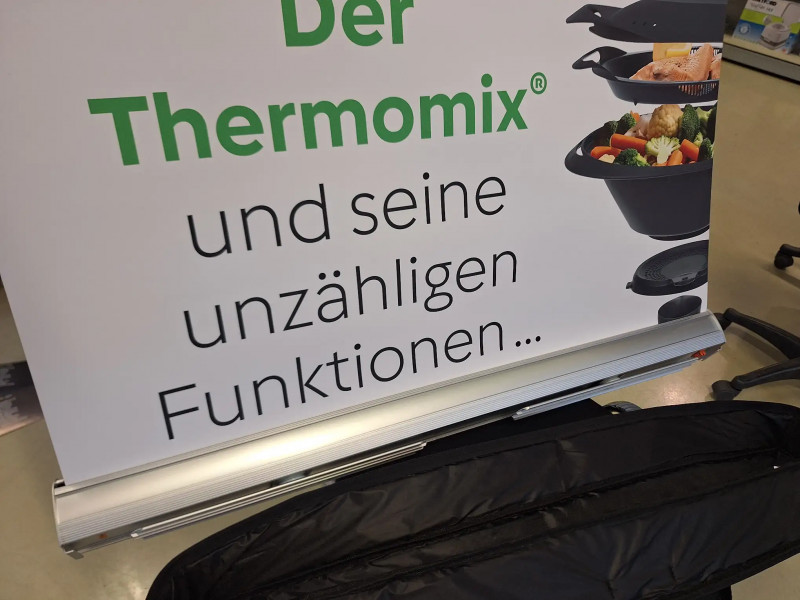 Der
Thermomix®
und seine
unzähligen
Funktionen...